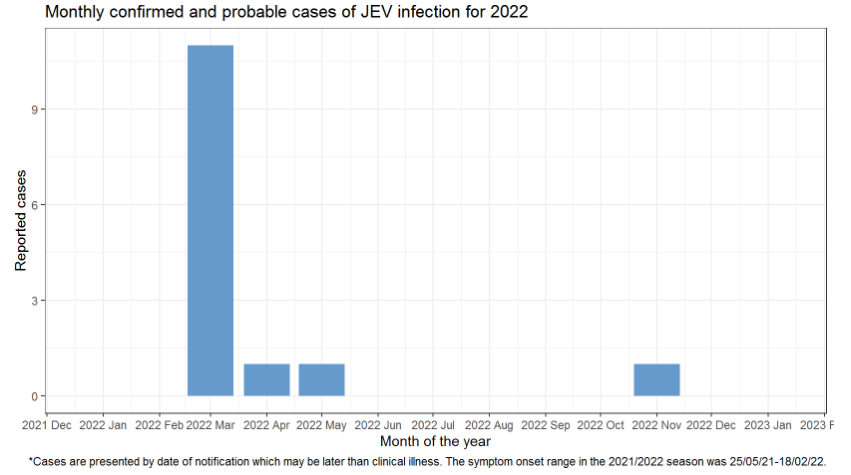 Monthly confirmed and probable cases of JEV infection for 2022
Reported cases
9
6
3
0
2021 Dec 2022 Jan 2022 Feb 2022 Mar 2022 Apr 2022 May 2022 Jun 2022 Jul 2022 Aug 2022 Sep 2022 Oct 2022 Nov 2022 Dec 2023 Jan 2023 F
Month of the year
*Cases are presented by date of notification which may be later than clinical illness. The symptom onset range in the 2021/2022 season was 25/05/21-18/02/22.